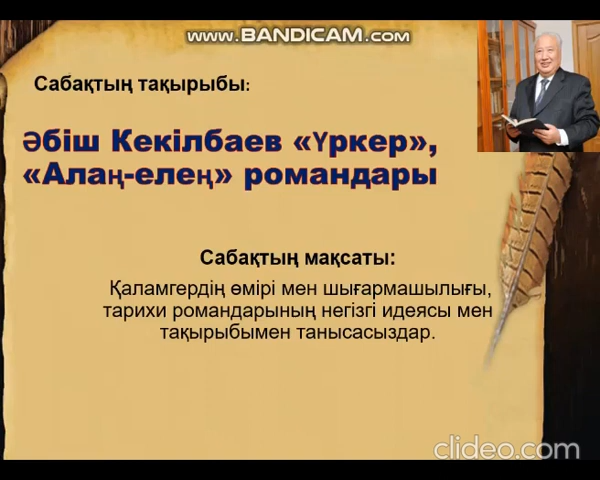 www.BANDICAM.com
Сабақтың тақырыбы:
Әбіш Кекілбаев «Үркер»,
«Алаң-елең» романдары
Сабақтың мақсаты:
Қаламгердің өмірі мен шығармашылығы,
тарихи романдарының негізгі идеясы мен
тақырыбымен танысасыздар.
clideo.com